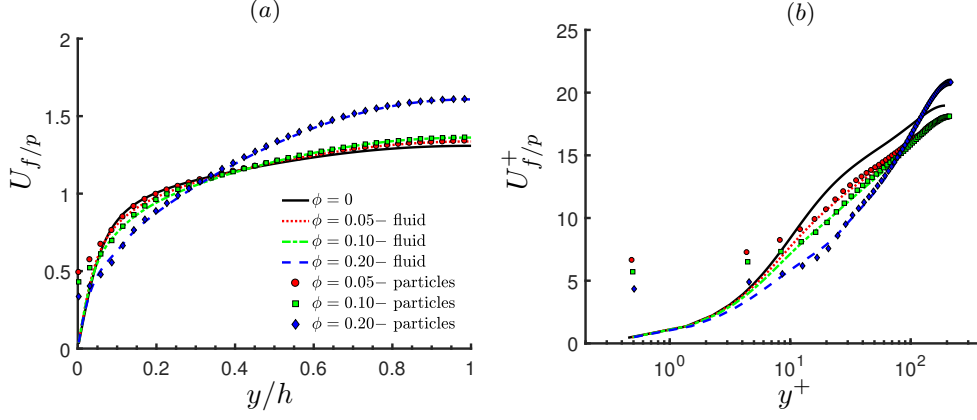 (a)
U_{f/p}
2
1.5
1
0.5
0
0
0.2
0.4
0.6
0.8
1
y/h
ϕ = 0
ϕ = 0.05− fluid
ϕ = 0.10− fluid
ϕ = 0.20− fluid
ϕ = 0.05− particles
ϕ = 0.10− particles
ϕ = 0.20− particles
(b)
U^+_{f/p}
25
20
15
10
5
0
10^0
10^1
10^2
y^+